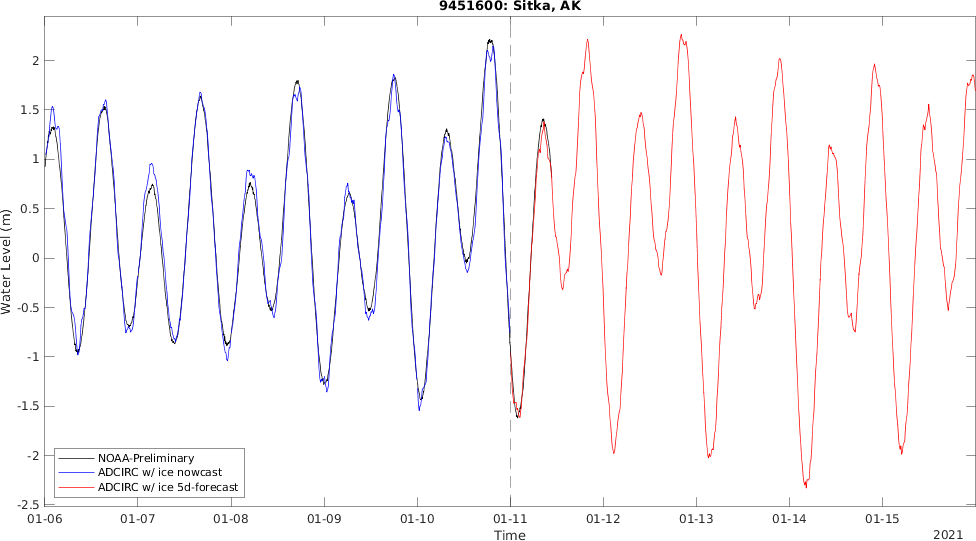 9451600: Sitka, AK
Water Level (m)
2
1.5
1
0.5
0
-0.5
-1
-1.5
-2
-2.5
NOAA-Preliminary
ADCIRC w/ ice nowcast
ADCIRC w/ ice 5d-forecast
01-06 01-07 01-08 01-09 01-10 01-11 01-12 01-13 01-14 01-15
Time
2021